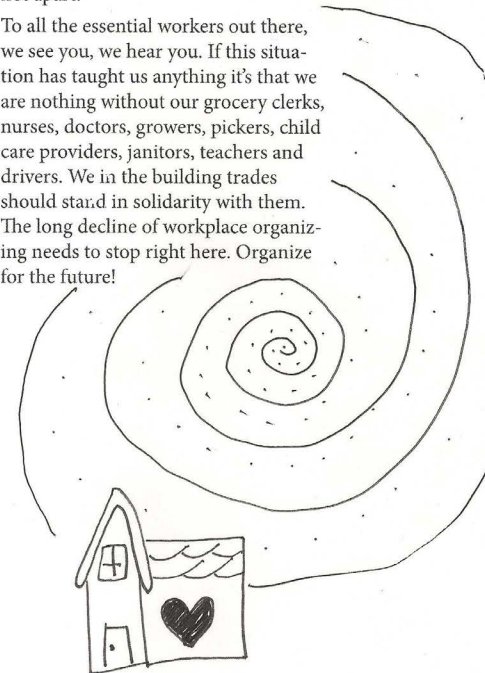 To all the essential workers out there,
we see you, we hear you. If this situa-
tion has taught us anything it's that we
are nothing without our grocery clerks,
nurses, doctors, growers, pickers, child
care providers, janitors, teachers and
drivers. We in the building trades
should stand in solidarity with them.
The long decline of workplace organiz-
ing needs to stop right here. Organize
for the future!